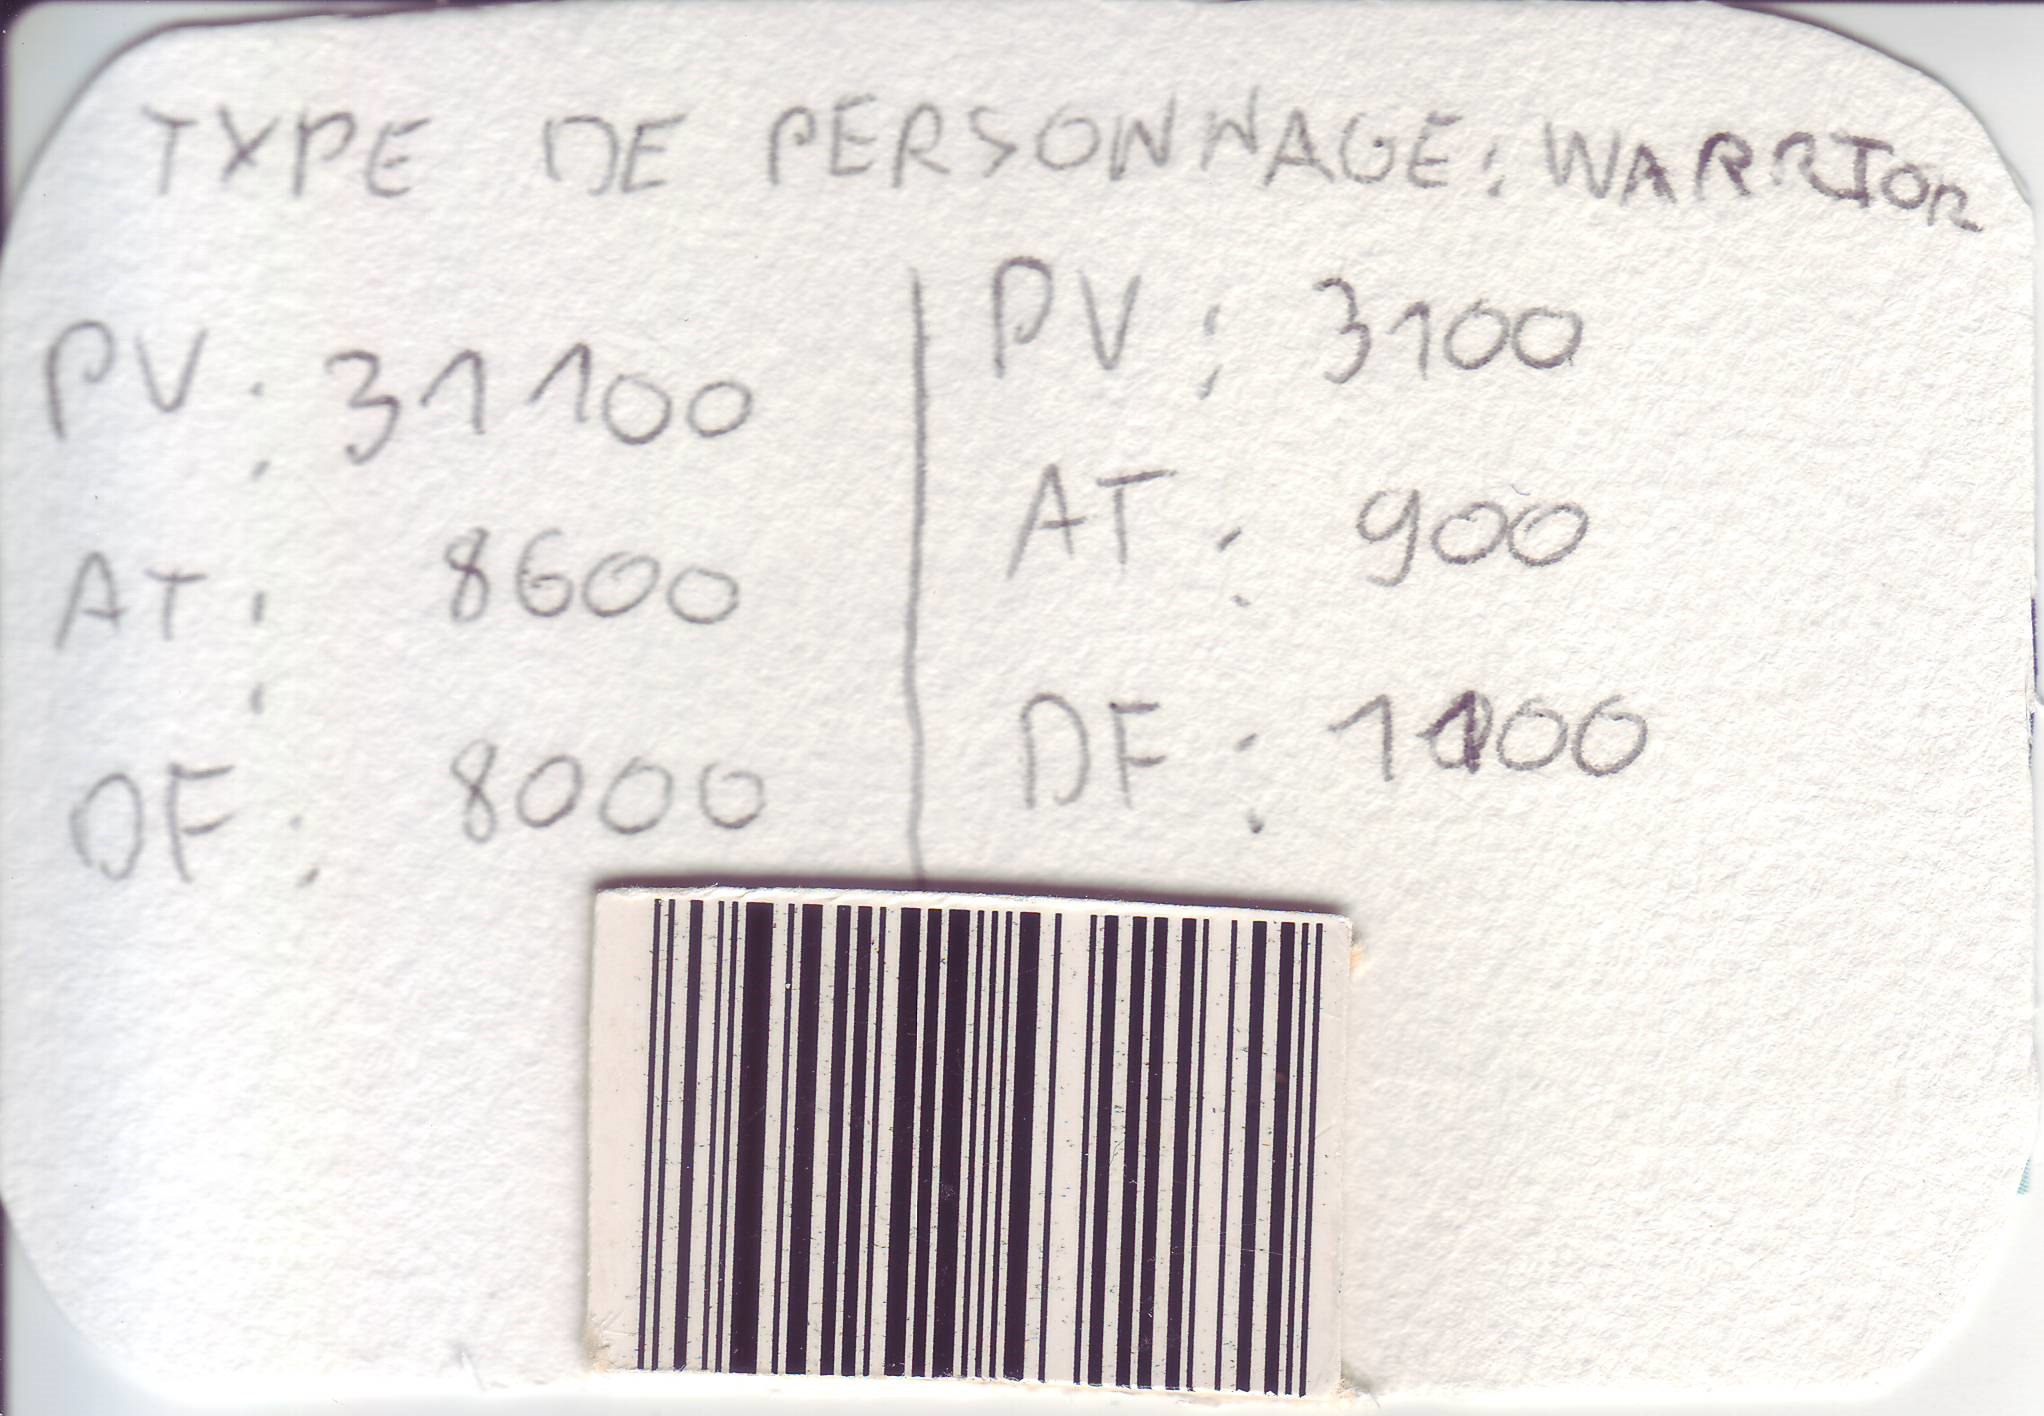 TYPE DE PERSONNAGE: WARRIOR
PV: 31100
AT: 8600
DF: 8000
PV: 3100
AT: 900
DF: 1100